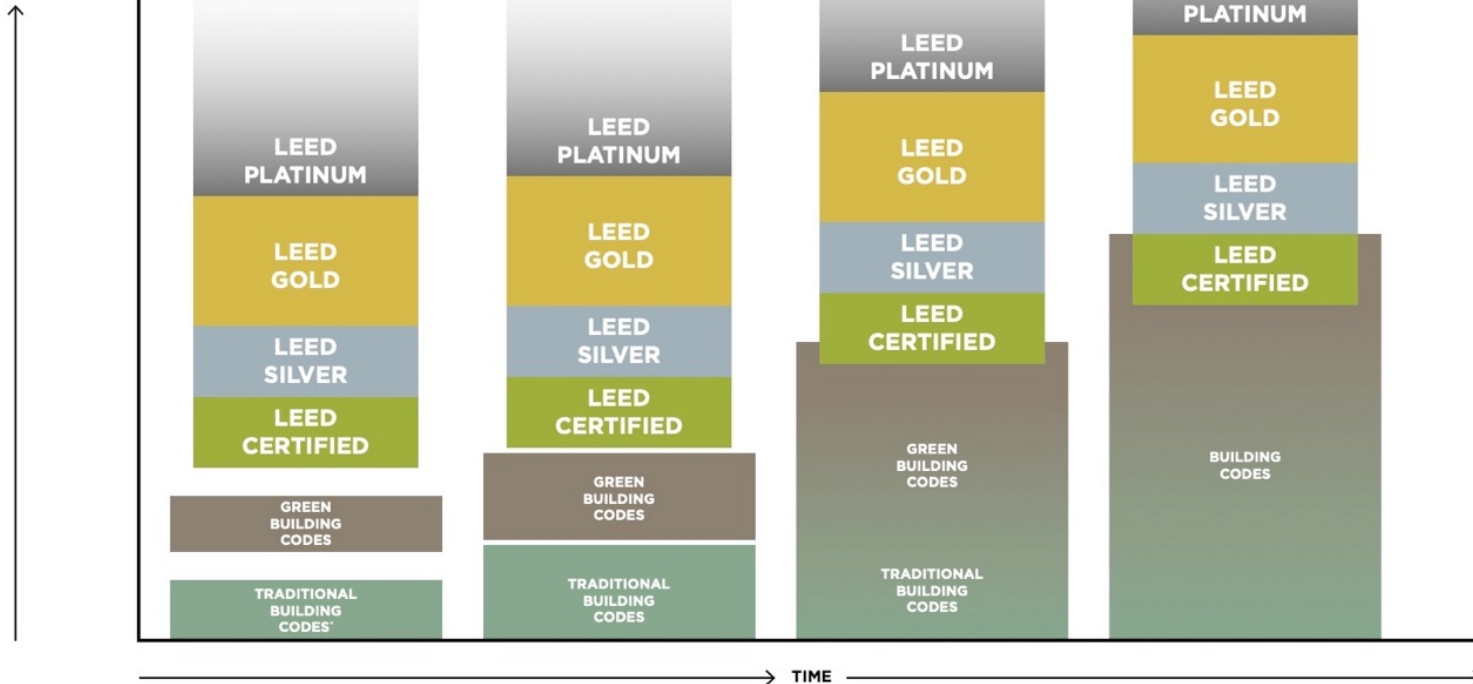 LEED
PLATINUM
LEED
GOLD
LEED
SILVER
LEED
CERTIFIED
GREEN
BUILDING
CODES
TRADITIONAL
BUILDING
CODES*
LEED
PLATINUM
LEED
GOLD
LEED
SILVER
LEED
CERTIFIED
GREEN
BUILDING
CODES
TRADITIONAL
BUILDING
CODES
LEED
PLATINUM
LEED
GOLD
LEED
SILVER
LEED
CERTIFIED
GREEN
BUILDING
CODES
TRADITIONAL
BUILDING
CODES
PLATINUM
LEED
GOLD
LEED
SILVER
LEED
CERTIFIED
BUILDING
CODES
TIME